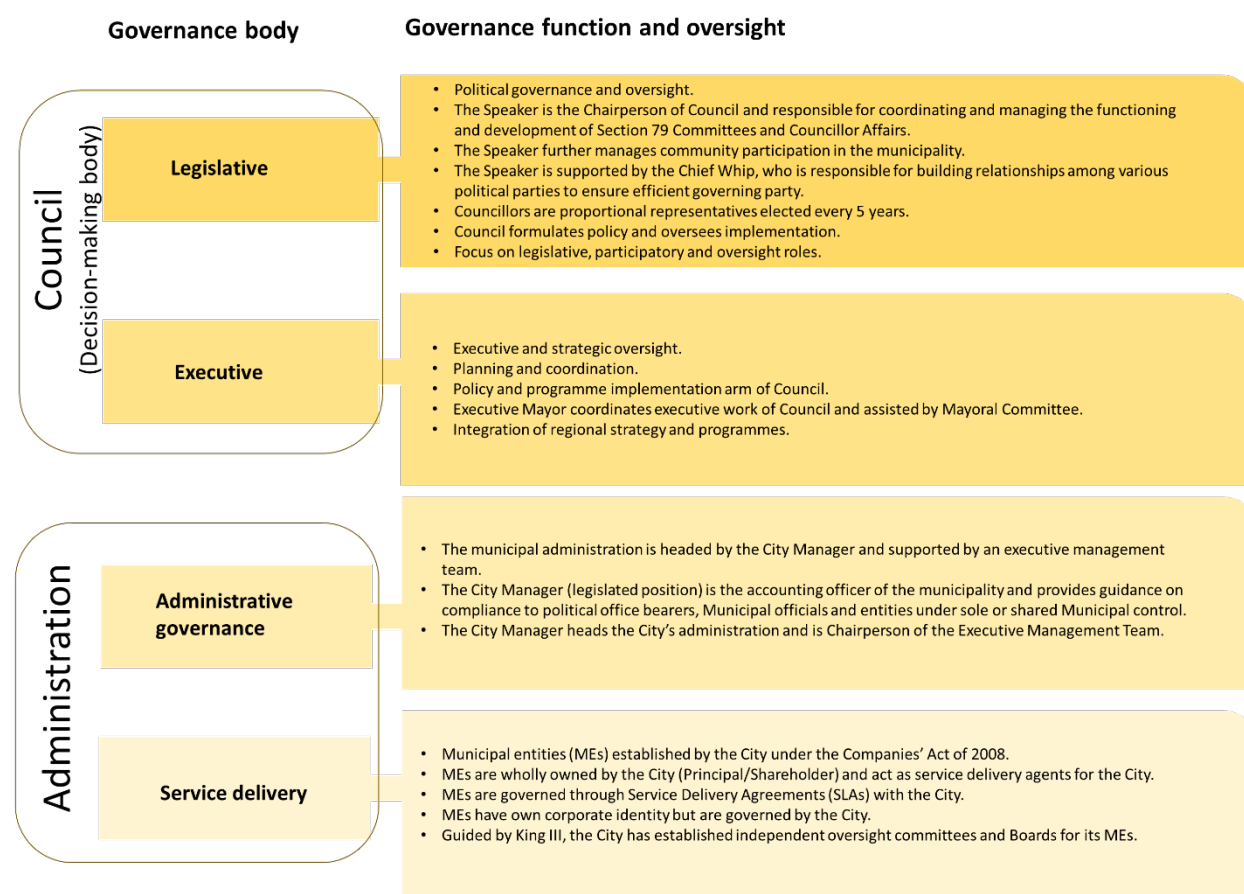 Governance body
Governance function and oversight
Council
(Decision-making body)
Legislative
• Political governance and oversight.
• The Speaker is the Chairperson of Council and responsible for coordinating and managing the functioning
and development of Section 79 Committees and Councillor Affairs.
• The Speaker further manages community participation in the municipality.
• The Speaker is supported by the Chief Whip, who is responsible for building relationships among various
political parties to ensure efficient governing party.
• Councillors are proportional representatives elected every 5 years.
• Council formulates policy and oversees implementation.
• Focus on legislative, participatory and oversight roles.
Executive
• Executive and strategic oversight.
• Planning and coordination.
• Policy and programme implementation arm of Council.
• Executive Mayor coordinates executive work of Council and assisted by Mayoral Committee.
• Integration of regional strategy and programmes.
Administration
Administrative
governance
• The municipal administration is headed by the City Manager and supported by an executive management
team.
• The City Manager (legislated position) is the accounting officer of the municipality and provides guidance on
compliance to political office bearers, Municipal officials and entities under sole or shared Municipal control.
• The City Manager heads the City's administration and is Chairperson of the Executive Management Team.
Service delivery
• Municipal entities (MEs) established by the City under the Companies' Act of 2008.
• MEs are wholly owned by the City (Principal/Shareholder) and act as service delivery agents for the City.
• MEs are governed through Service Delivery Agreements (SLAs) with the City.
• MEs have own corporate identity but are governed by the City.
• Guided by King III, the City has established independent oversight committees and Boards for its MEs.